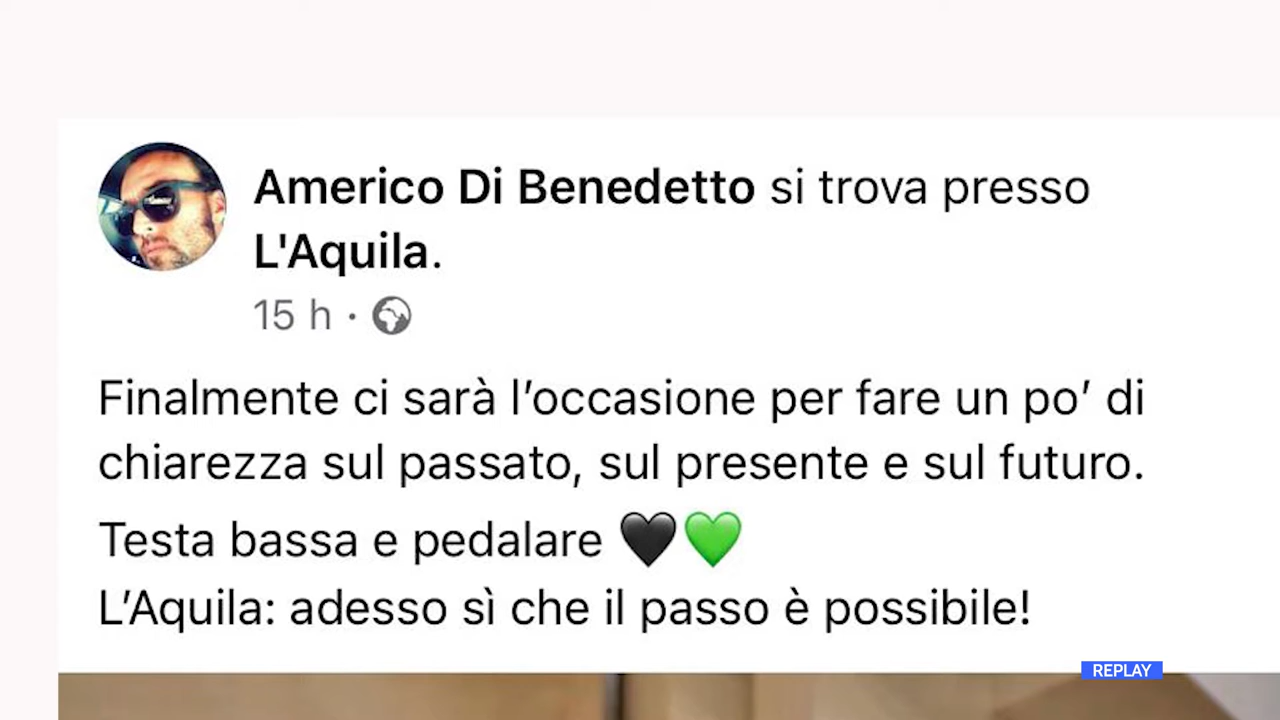 Americo Di Benedetto si trova presso
L'Aquila.
15 h ·
Finalmente ci sarà l’occasione per fare un po’ di
chiarezza sul passato, sul presente e sul futuro.
Testa bassa e pedalare 🖤💚
L’Aquila: adesso sì che il passo è possibile!
REPLAY